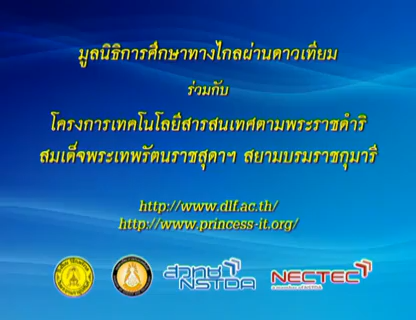 มูลนิธิการศึกษาทางไกลผ่านดาวเทียม
ร่วมกับ
โครงการเทคโนโลยีสารสนเทศตามพระราชดำริ
สมเด็จพระเทพรัตนราชสุดาฯ สยามบรมราชกุมารี
http://www.dlf.ac.th/
http://www.princess-it.org/
สวทช
NSTDA
NECTEC